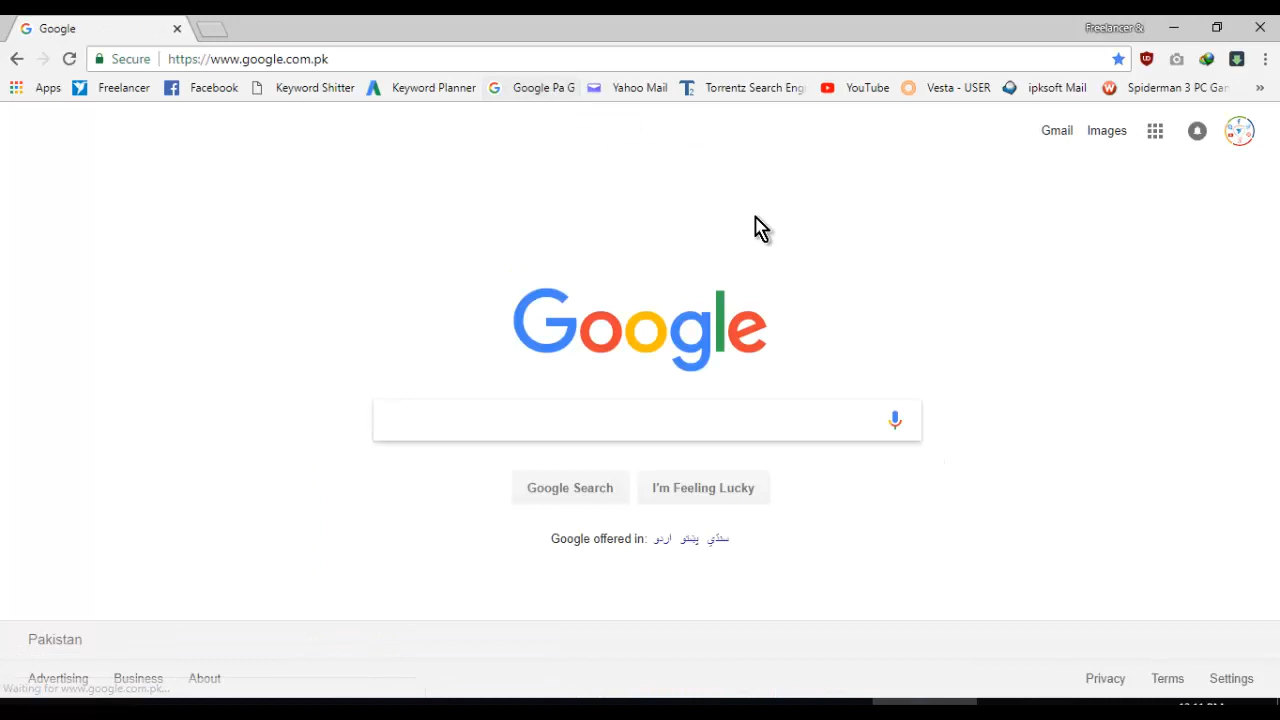 Google
Freelancer &
Secure https://www.google.com.pk
Apps Freelancer Facebook Keyword Shitter Keyword Planner Google Pa G Yahoo Mail Torrentz Search Eng Vesta - USER YouTube ipksoft Mail Spiderman 3 PC Gan
Gmail Images
Google
Google Search I'm Feeling Lucky
Google offered in: اردو پښتو سنڌي
Pakistan
Advertising Business About Privacy Terms Settings
Waiting for www.google.com.pk...